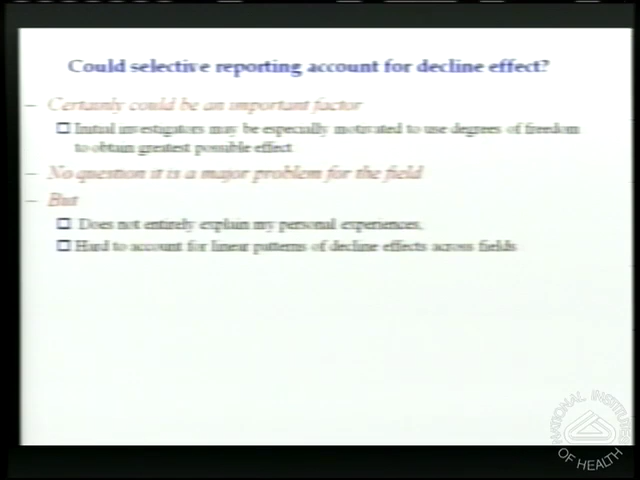 Could selective reporting account for decline effect?
– Certainly could be an important factor
Initial investigators may be especially motivated to use degrees of freedom
to obtain greatest possible effect
– No question it is a major problem for the field
– But
Does not entirely explain my personal experiences.
Hard to account for linear patterns of decline effects across fields
NATIONAL INSTITUTES
OF HEALTH